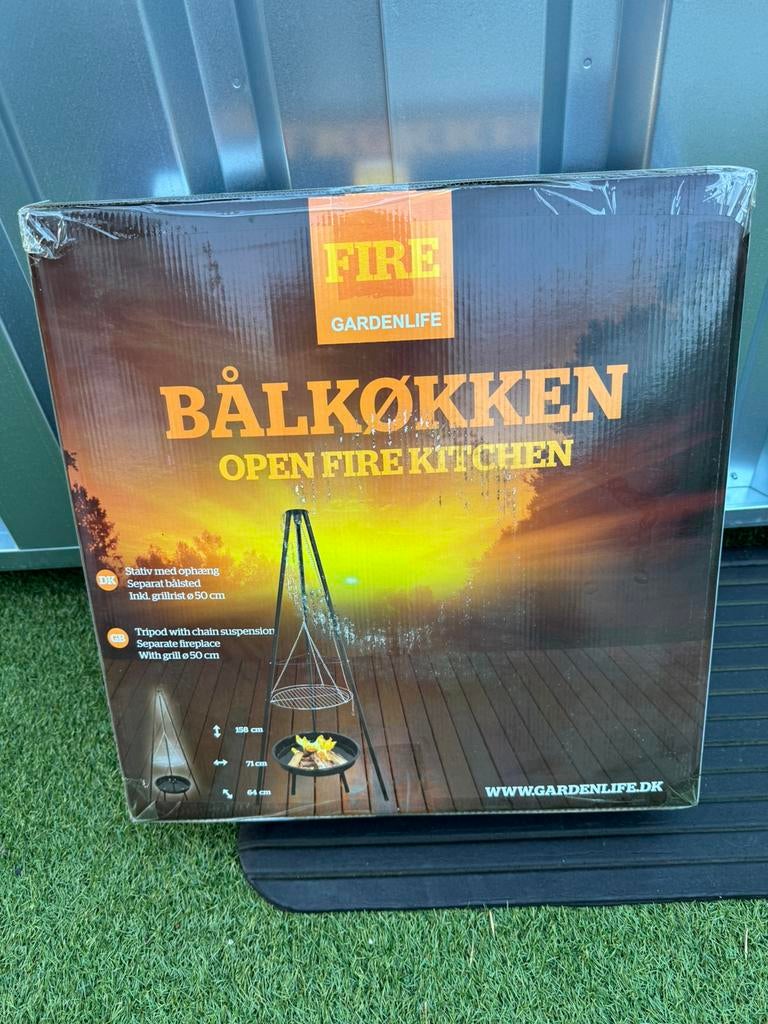 FIRE
GARDENLIFE
BÅLKØKKEN
OPEN FIRE KITCHEN
DK
Stativ med ophæng
Separat bålsted
Inkl. grillrist ø 50 cm
GB
Tripod with chain suspension
Separate fireplace
With grill ø 50 cm
158 cm
71 cm
64 cm
WWW.GARDENLIFE.DK